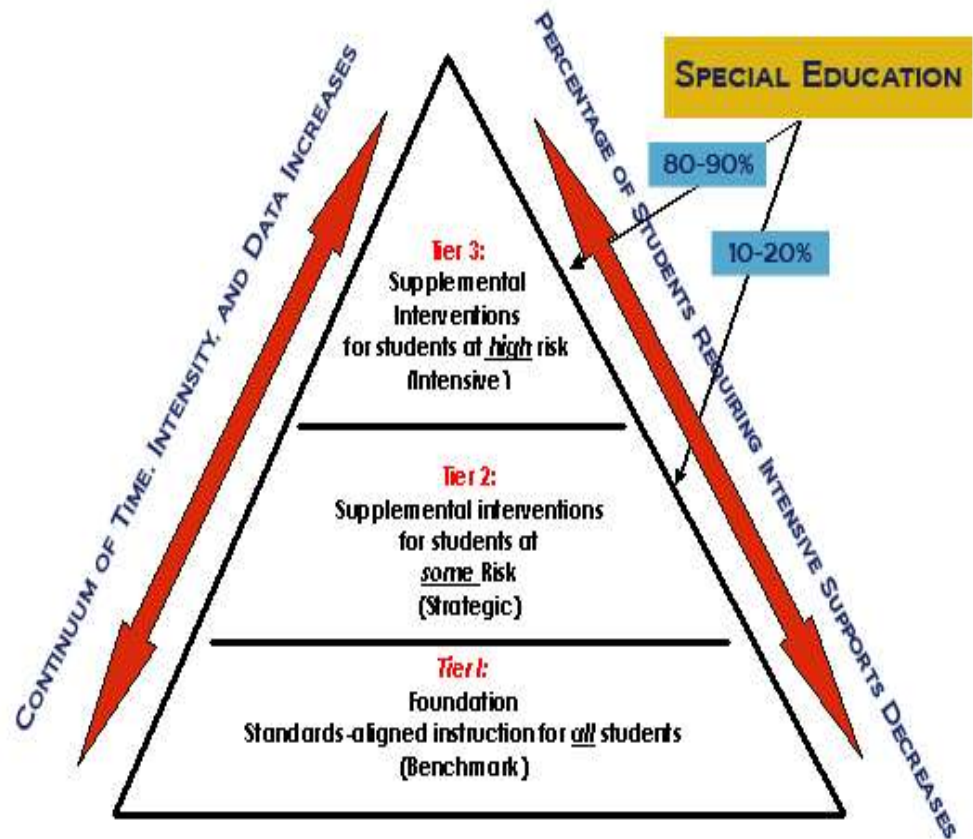 CONTINUUM OF TIME, INTENSITY, AND DATA INCREASES
PERCENTAGE OF STUDENTS REQUIRING INTENSIVE SUPPORTS DECREASES
SPECIAL EDUCATION
80-90%
10-20%
Tier 3:
Supplemental
Interventions
for students at high risk
(Intensive)
Tier 2:
Supplemental interventions
for students at
some Risk
(Strategic)
Tier 1:
Foundation
Standards-aligned instruction for all students
(Benchmark)